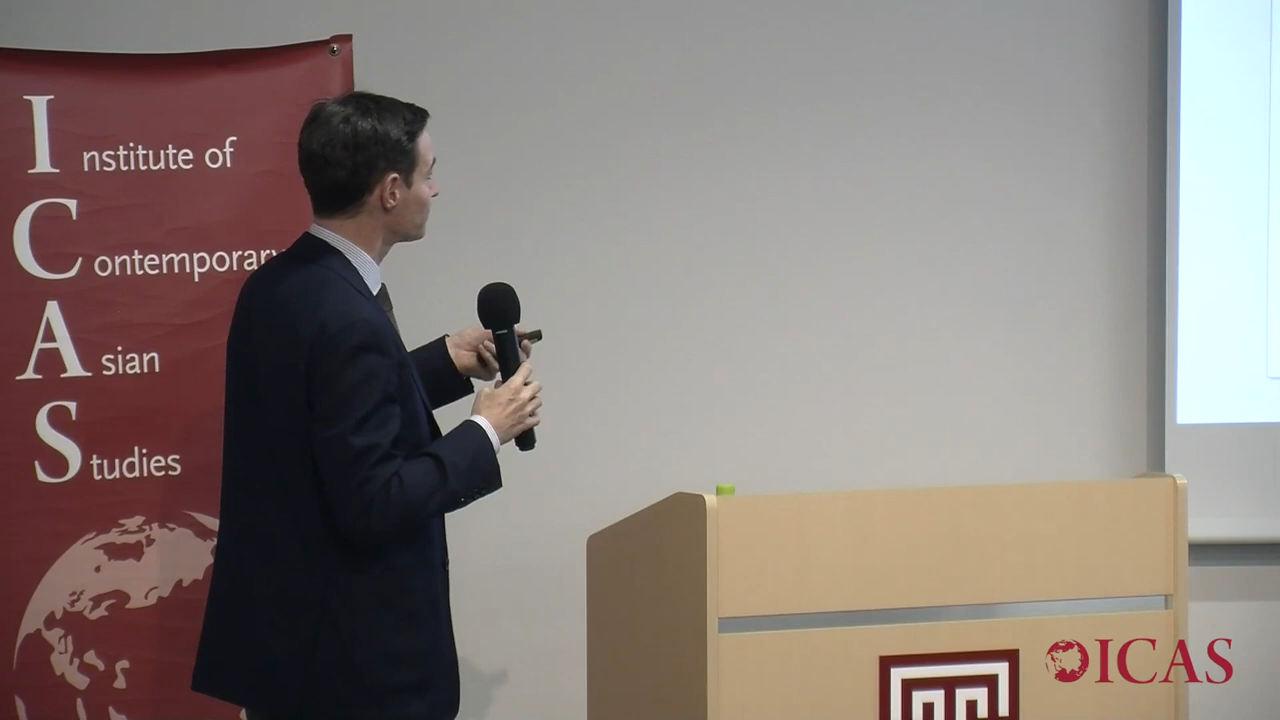 Institute of
Contemporary
Asian
Studies
ICAS